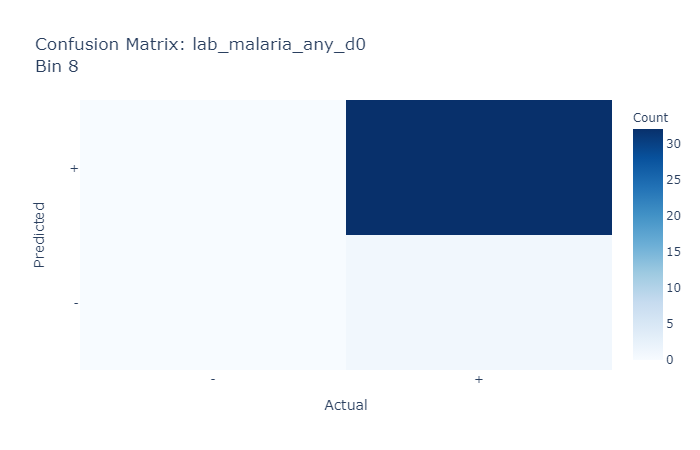 Confusion Matrix: lab_malaria_any_d0
Bin 8
Count
30
25
20
15
10
5
0
Predicted
+
-
-
+
Actual